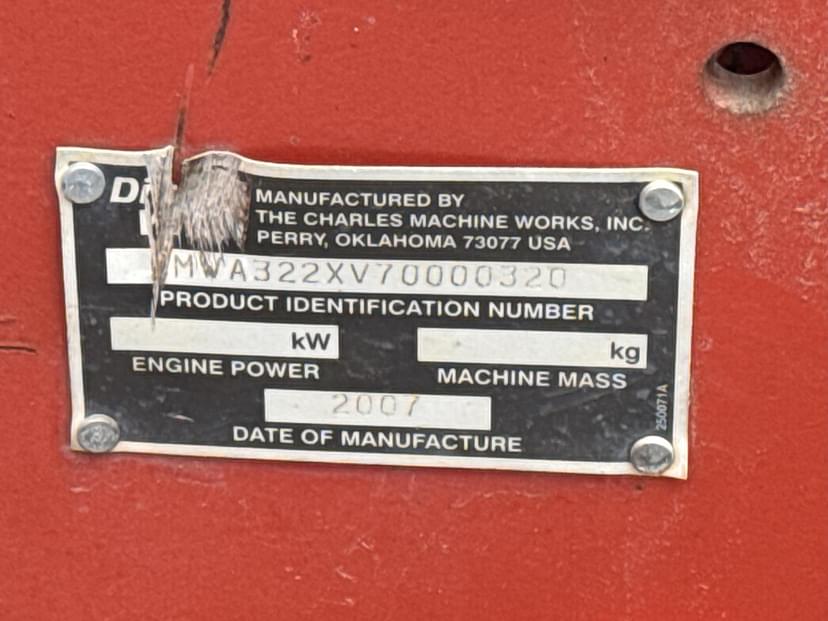 Di
MANUFACTURED BY
THE CHARLES MACHINE WORKS, INC.
PERRY, OKLAHOMA 73077 USA
MWA322XV70000320
PRODUCT IDENTIFICATION NUMBER
kW
ENGINE POWER
kg
MACHINE MASS
2007
DATE OF MANUFACTURE
250071A